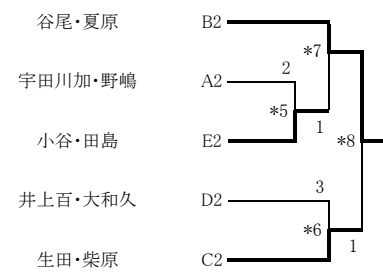 谷尾・夏原 B2
*7
宇田川加・野嶋 A2 2
*5
1
小谷・田島 E2 *8
井上百・大和久 D2 3
*6
1
生田・柴原 C2